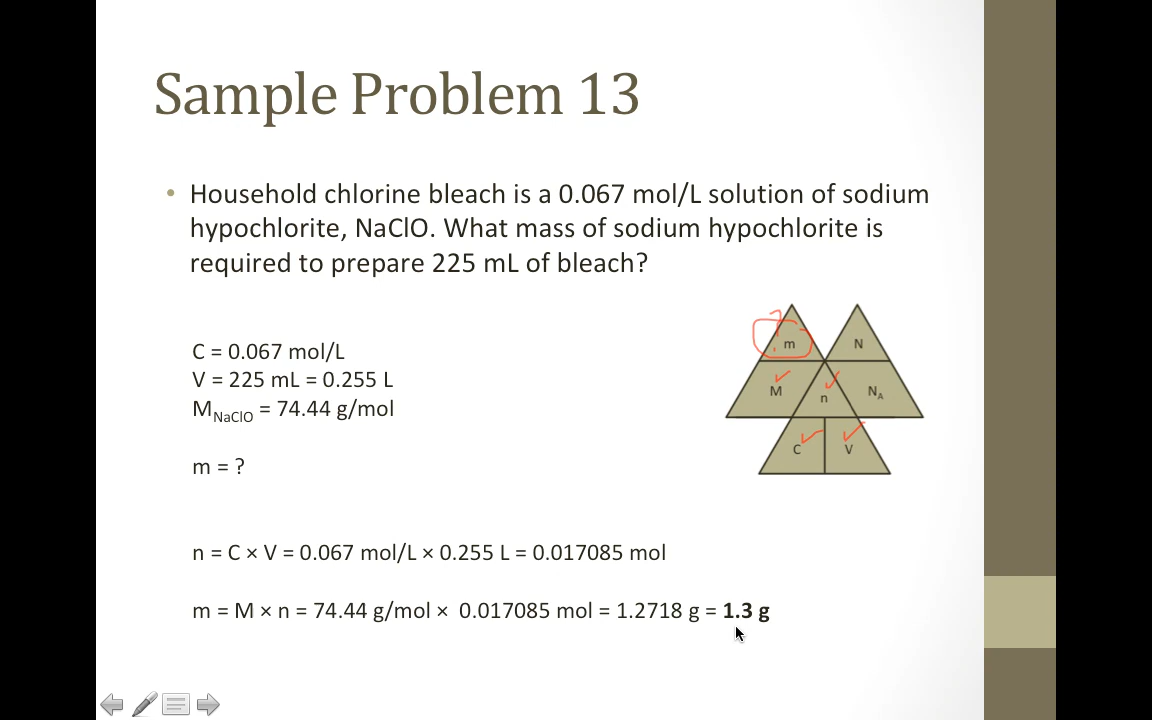 Sample Problem 13
• Household chlorine bleach is a 0.067 mol/L solution of sodium
hypochlorite, NaClO. What mass of sodium hypochlorite is
required to prepare 225 mL of bleach?
C = 0.067 mol/L
V = 225 mL = 0.255 L
M_NaClO = 74.44 g/mol
m = ?
?
m N
M n N_A
C V
n = C × V = 0.067 mol/L × 0.255 L = 0.017085 mol
m = M × n = 74.44 g/mol × 0.017085 mol = 1.2718 g = 1.3 g